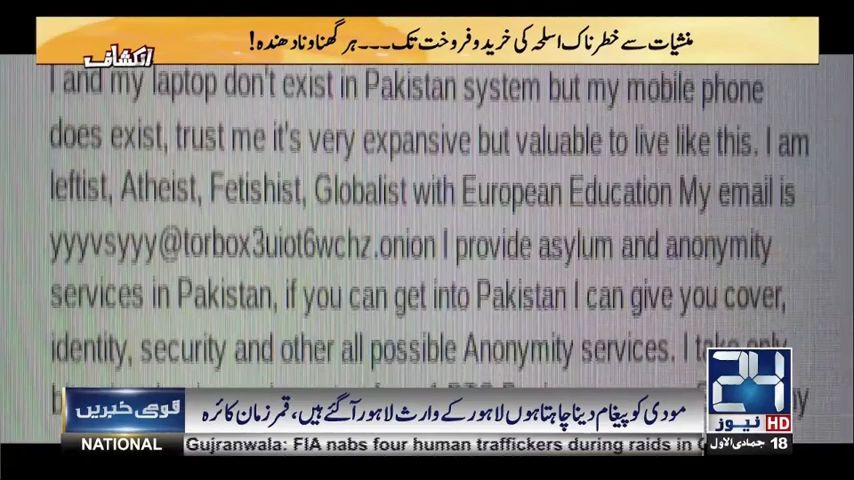 منشیات سے خطرناک اسلحہ کی خرید و فروخت تک۔۔۔ہر گھناونا دھندہ!
انکشاف
I and my laptop don't exist in Pakistan system but my mobile phone
does exist, trust me it's very expansive but valuable to live like this. I am
leftist, Atheist, Fetishist, Globalist with European Education My email is
yyyvsyyy@torbox3uiot6wchz.onion I provide asylum and anonymity
services in Pakistan, if you can get into Pakistan I can give you cover,
identity, security and other all possible Anonymity services. I take only
قومی خبریں
مودی کو پیغام دینا چاہتا ہوں لاہور کے وارث لاہور آگئے ہیں، قمر زمان کائرہ
24
نیوز HD
NATIONAL
Gujranwala: FIA nabs four human traffickers during raids in
18 جمادی الاول